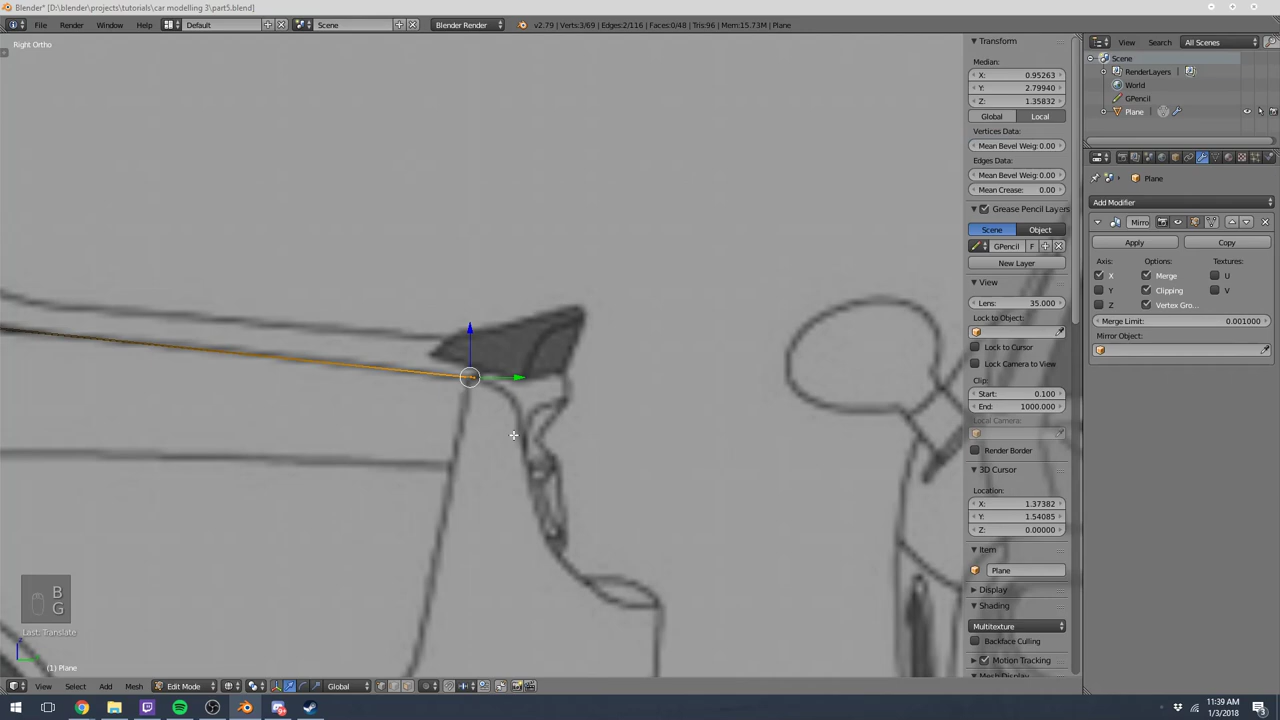 Blender* [D:\blender\projects\tutorials\car modelling 3\part5.blend]
File Render Window Help Default Scene Blender Render v2.79 | Verts:3/69 | Edges:2/116 | Faces:0/48 | Tris:96 | Mem:15.73M | Plane
Right Ortho
Transform
Median:
X: 0.95263
Y: 2.79940
Z: 1.35832
Global Local
Vertices Data:
Mean Bevel Weig: 0.00
Edges Data:
Mean Bevel Weig: 0.00
Mean Crease: 0.00
Grease Pencil Layers
Scene Object
GPencil F
New Layer
View
Lens: 35.000
Lock to Object:
Lock to Cursor
Lock Camera to View
Clip:
Start: 0.100
End: 1000.000
Local Camera:
Render Border
3D Cursor
Location:
X: 1.37382
Y: 1.54085
Z: 0.00000
Item
Plane
Display
Shading
Multitexture
Backface Culling
Motion Tracking
View Search All Scenes
Scene
RenderLayers
World
GPencil
Plane
Plane
Add Modifier
Mirro
Apply Copy
Axis: Options: Textures:
X Merge U
Y Clipping V
Z Vertex Gro...
Merge Limit: 0.001000
Mirror Object:
B
G
Last: Translate
(1) Plane
View Select Add Mesh Edit Mode Global
11:39 AM
1/3/2018